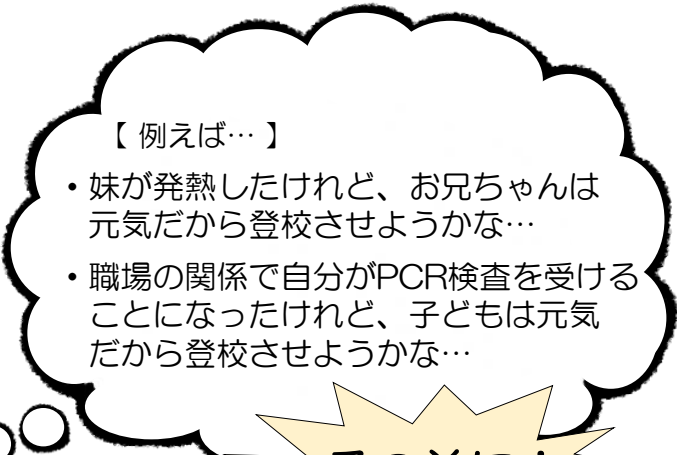 【 例えば… 】
・妹が発熱したけれど、お兄ちゃんは
元気だから登校させようかな…
・職場の関係で自分がPCR検査を受ける
ことになったけれど、子どもは元気
だから登校させようかな…